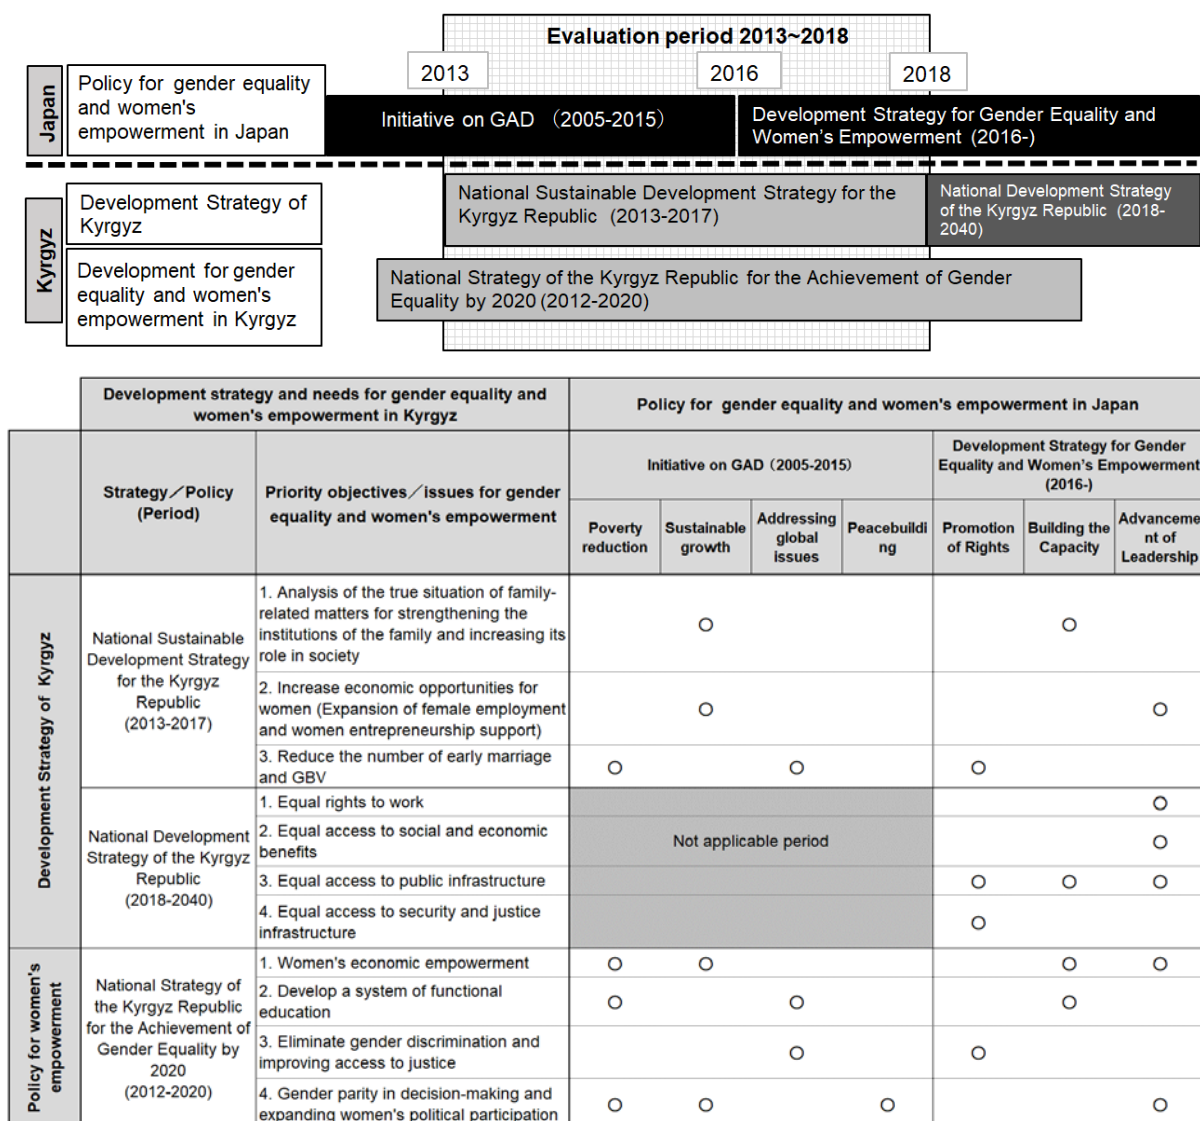 Evaluation period 2013~2018
2013
2016
2018
Japan
Policy for gender equality
and women's
empowerment in Japan
Initiative on GAD （2005-2015）
Development Strategy for Gender Equality and
Women's Empowerment (2016-)
Kyrgyz
Development Strategy of
Kyrgyz
National Sustainable Development Strategy for the
Kyrgyz Republic (2013-2017)
National Development Strategy
of the Kyrgyz Republic (2018-
2040)
Development for gender
equality and women's
empowerment in Kyrgyz
National Strategy of the Kyrgyz Republic for the Achievement of Gender
Equality by 2020 (2012-2020)
Development strategy and needs for gender equality and
women's empowerment in Kyrgyz
Policy for gender equality and women's empowerment in Japan
Strategy／Policy
(Period)
Priority objectives／issues for gender
equality and women's empowerment
Initiative on GAD （2005-2015）
Development Strategy for Gender
Equality and Women's Empowerment
(2016-)
Poverty
reduction
Sustainable
growth
Addressing
global
issues
Peacebuildi
ng
Promotion
of Rights
Building the
Capacity
Advanceme
nt of
Leadership
Development Strategy of Kyrgyz
National Sustainable
Development Strategy
for the Kyrgyz
Republic
(2013-2017)
1. Analysis of the true situation of family-
related matters for strengthening the
institutions of the family and increasing its
role in society
○ ○
2. Increase economic opportunities for
women (Expansion of female employment
and women entrepreneurship support)
○ ○
3. Reduce the number of early marriage
and GBV
○ ○ ○
National Development
Strategy of the Kyrgyz
Republic
(2018-2040)
1. Equal rights to work
○
2. Equal access to social and economic
benefits
Not applicable period
○
3. Equal access to public infrastructure
○ ○ ○
4. Equal access to security and justice
infrastructure
○
Policy for women's
empowerment
National Strategy of
the Kyrgyz Republic
for the Achievement of
Gender Equality by
2020
(2012-2020)
1. Women's economic empowerment
○ ○ ○ ○
2. Develop a system of functional
education
○ ○ ○
3. Eliminate gender discrimination and
improving access to justice
○ ○
4. Gender parity in decision-making and
expanding women's political participation
○ ○ ○ ○